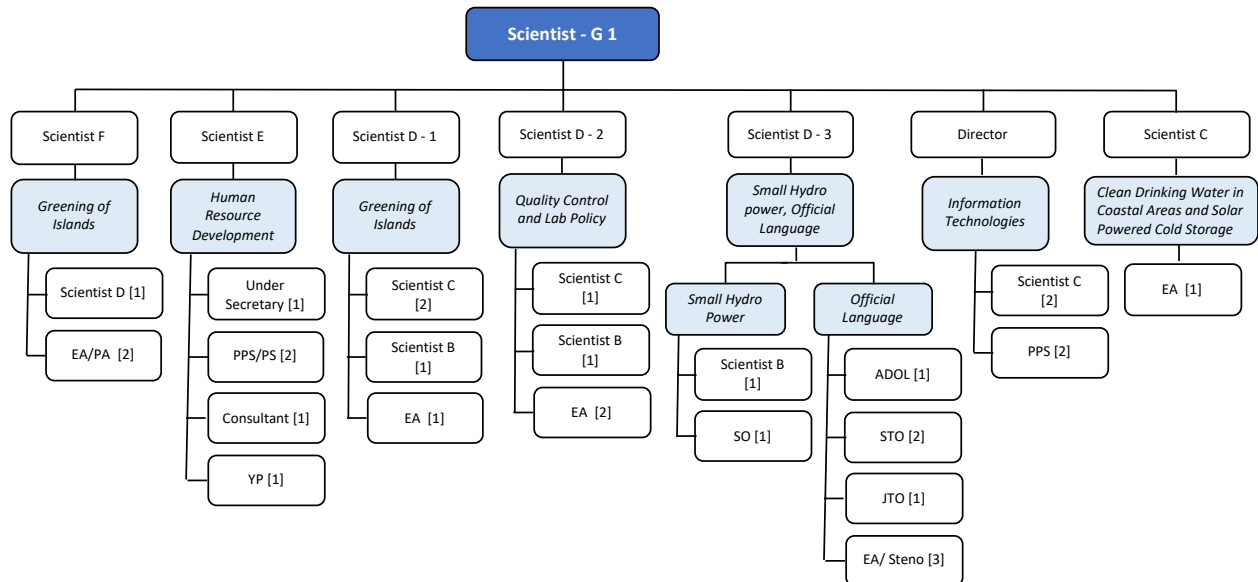 Scientist - G 1
Scientist F
Scientist E
Scientist D - 1
Scientist D - 2
Scientist D - 3
Director
Scientist C
Greening of
Islands
Human
Resource
Development
Greening of
Islands
Quality Control
and Lab Policy
Small Hydro
power, Official
Language
Information
Technologies
Clean Drinking Water in
Coastal Areas and Solar
Powered Cold Storage
Scientist D [1]
EA/PA [2]
Under
Secretary [1]
PPS/PS [2]
Consultant [1]
YP [1]
Scientist C
[2]
Scientist B
[1]
EA [1]
Scientist C
[1]
Scientist B
[1]
EA [2]
Small Hydro
Power
Scientist B
[1]
SO [1]
Official
Language
ADOL [1]
STO [2]
JTO [1]
EA/ Steno [3]
Scientist C
[2]
PPS [2]
EA [1]